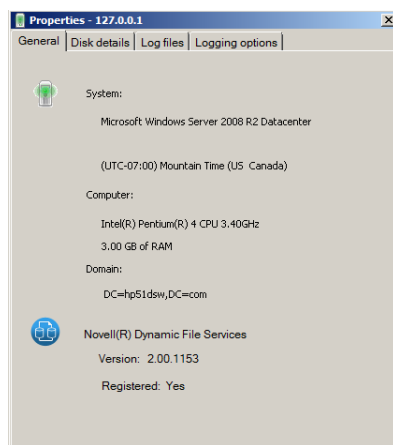 Properties - 127.0.0.1
General Disk details Log files Logging options
System:
Microsoft Windows Server 2008 R2 Datacenter
(UTC-07:00) Mountain Time (US Canada)
Computer:
Intel(R) Pentium(R) 4 CPU 3.40GHz
3.00 GB of RAM
Domain:
DC=hp51dsw,DC=com
Novell(R) Dynamic File Services
Version: 2.00.1153
Registered: Yes